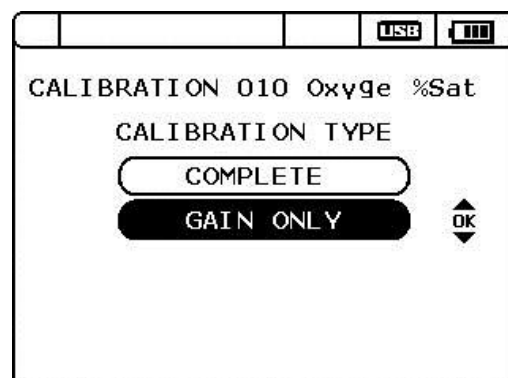 USB
CALIBRATION 010 Oxyge %Sat
CALIBRATION TYPE
COMPLETE
GAIN ONLY
OK